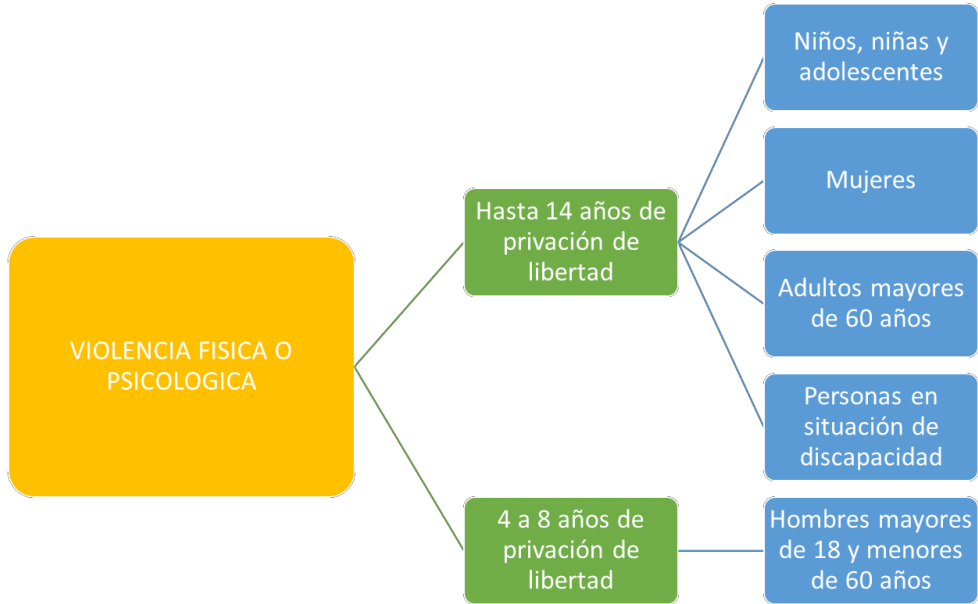 VIOLENCIA FISICA O
PSICOLOGICA
Hasta 14 años de
privación de
libertad
Niños, niñas y
adolescentes
Mujeres
Adultos mayores
de 60 años
Personas en
situación de
discapacidad
4 a 8 años de
privación de
libertad
Hombres mayores
de 18 y menores
de 60 años